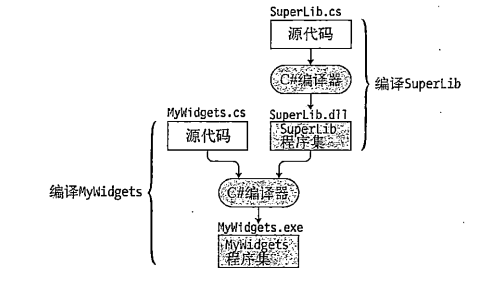 SuperLib.cs
源代码
C#编译器
编译SuperLib
MyWidgets.cs
源代码
SuperLib.dll
SuperLib
程序集
编译MyWidgets
C#编译器
MyWidgets.exe
MyWidgets
程序集